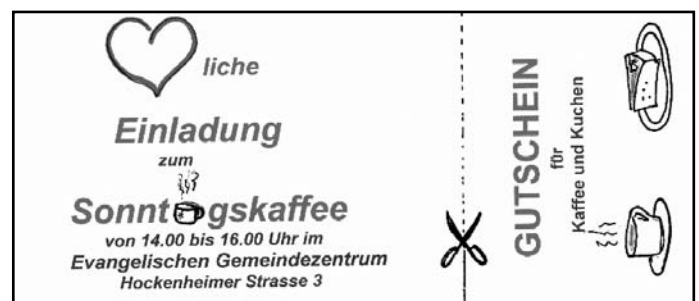 liche
Einladung
zum
Sonnt gskaffee
von 14.00 bis 16.00 Uhr im
Evangelischen Gemeindezentrum
Hockenheimer Strasse 3
GUTSCHEIN
für
Kaffee und Kuchen